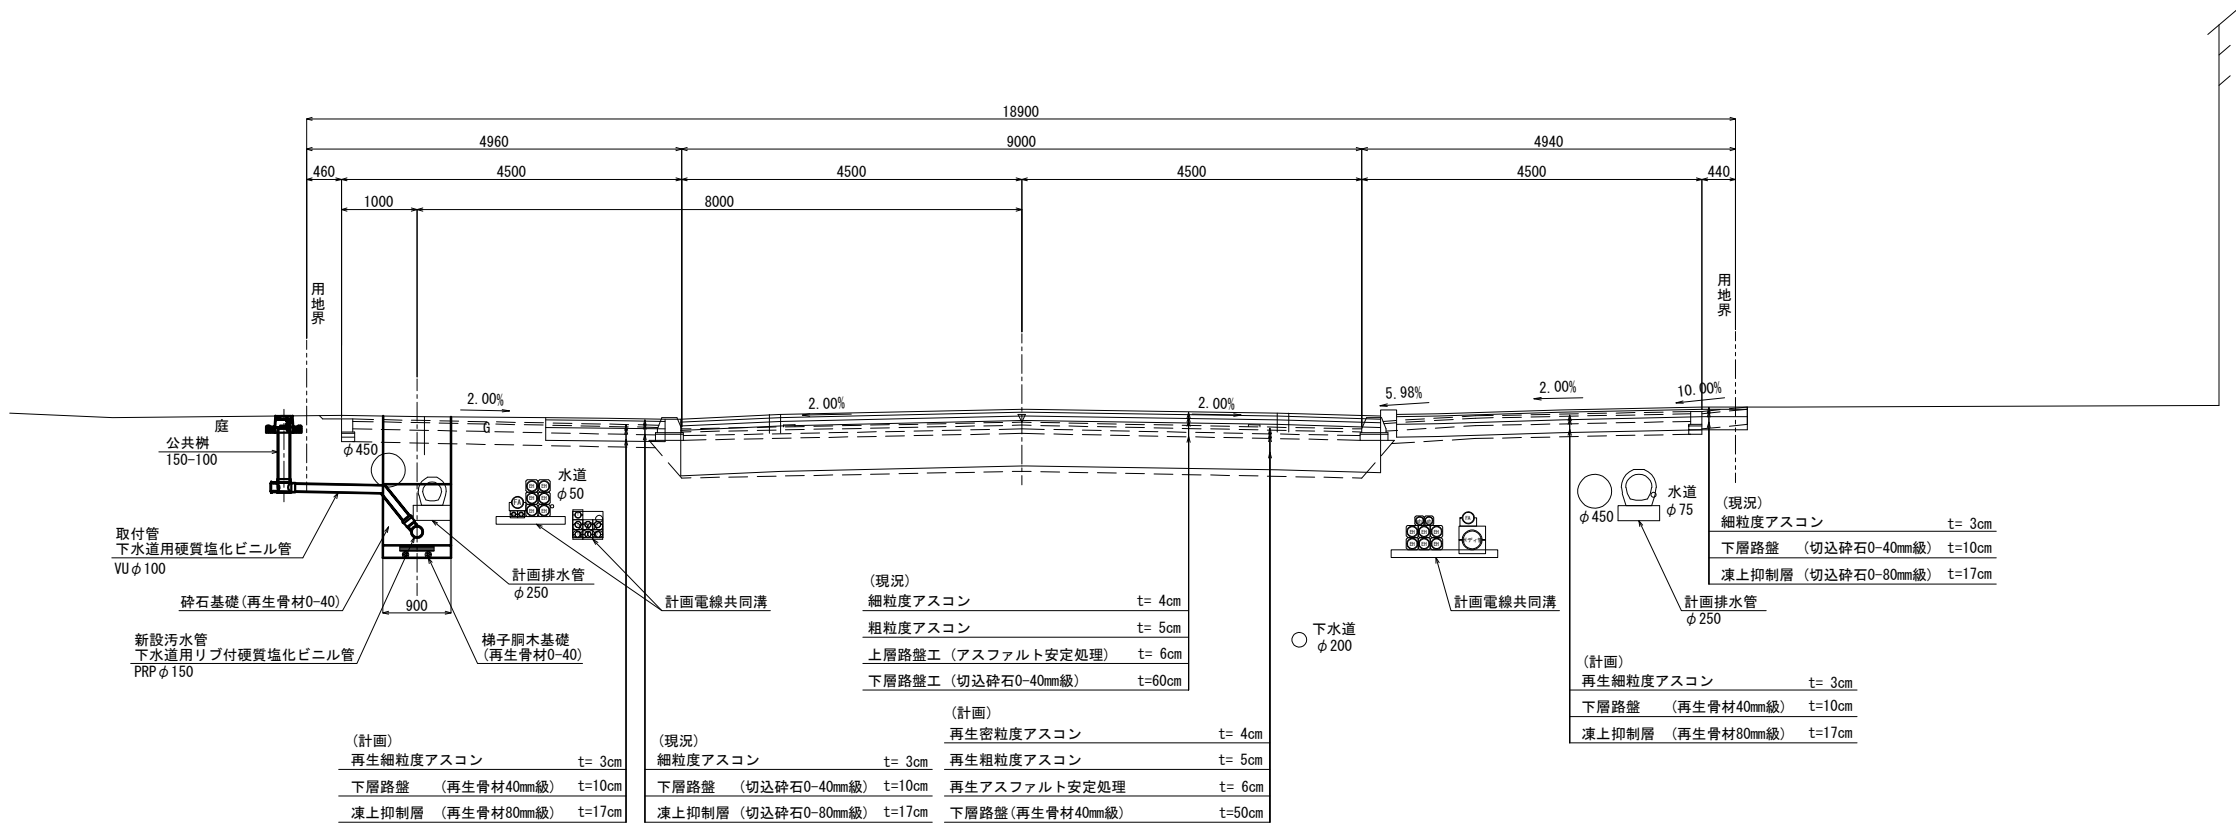 18900
4960
9000
4940
460
4500
4500
4500
4500
440
1000
8000
用地界
用地界
2.00%
2.00%
2.00%
5.98%
2.00%
10.00%
庭
G
公共桝
150-100
φ450
水道
φ50
取付管
下水道用硬質塩化ビニル管
VUφ100
計画排水管
φ250
砕石基礎(再生骨材0-40)
900
計画電線共同溝
新設汚水管
下水道用リブ付硬質塩化ビニル管
PRPφ150
梯子胴木基礎
(再生骨材0-40)
(現況)
細粒度アスコン t= 4cm
粗粒度アスコン t= 5cm
上層路盤工 (アスファルト安定処理) t= 6cm
下層路盤工 (切込砕石0-40mm級) t=60cm
下水道
φ200
計画電線共同溝
φ450
水道
φ75
計画排水管
φ250
(現況)
細粒度アスコン t= 3cm
下層路盤 (切込砕石0-40mm級) t=10cm
凍上抑制層 (切込砕石0-80mm級) t=17cm
(計画)
再生細粒度アスコン t= 3cm
下層路盤 (再生骨材40mm級) t=10cm
凍上抑制層 (再生骨材80mm級) t=17cm
(計画)
再生細粒度アスコン t= 3cm
下層路盤 (再生骨材40mm級) t=10cm
凍上抑制層 (再生骨材80mm級) t=17cm
(現況)
細粒度アスコン t= 3cm
下層路盤 (切込砕石0-40mm級) t=10cm
凍上抑制層 (切込砕石0-80mm級) t=17cm
(計画)
再生密粒度アスコン t= 4cm
再生粗粒度アスコン t= 5cm
再生アスファルト安定処理 t= 6cm
下層路盤(再生骨材40mm級) t=50cm